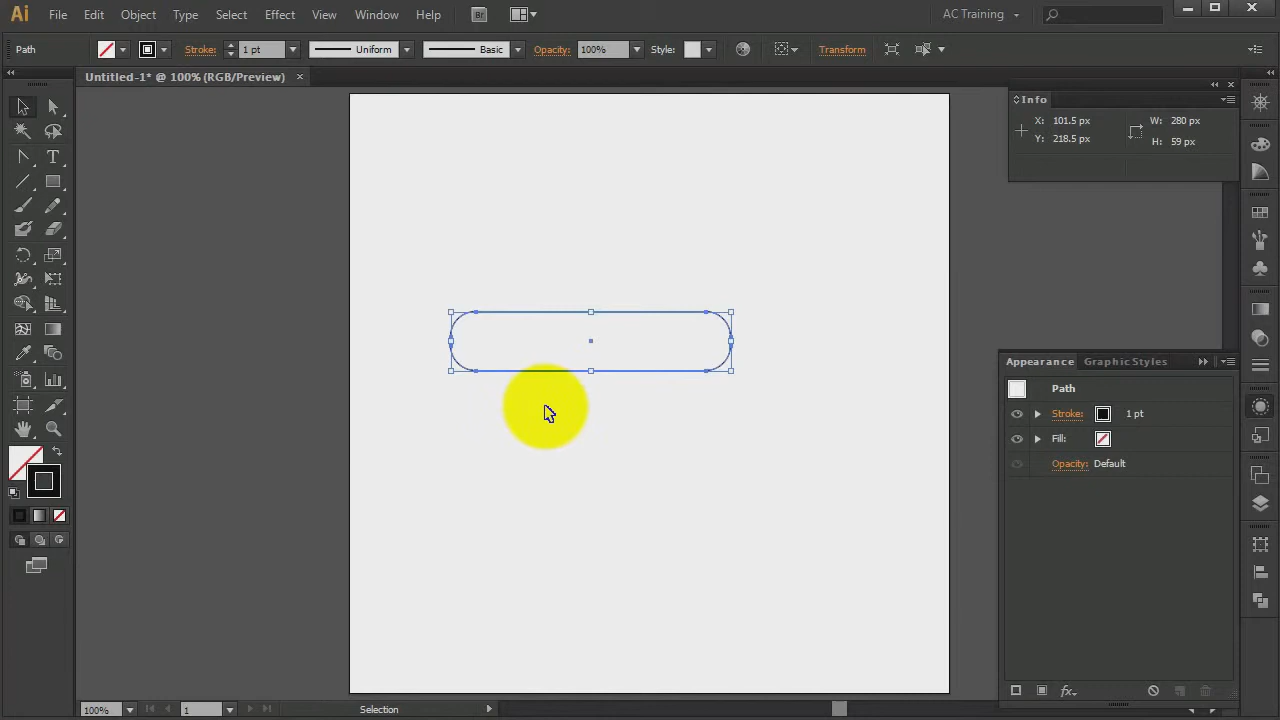 Ai File Edit Object Type Select Effect View Window Help Br AC Training
Path Stroke: 1 pt Uniform Basic Opacity: 100% Style: Transform
Untitled-1* @ 100% (RGB/Preview)
Info
X: 101.5 px W: 280 px
Y: 218.5 px H: 59 px
T
Appearance Graphic Styles
Path
Stroke: 1 pt
Fill:
Opacity: Default
fx
100% 1 Selection